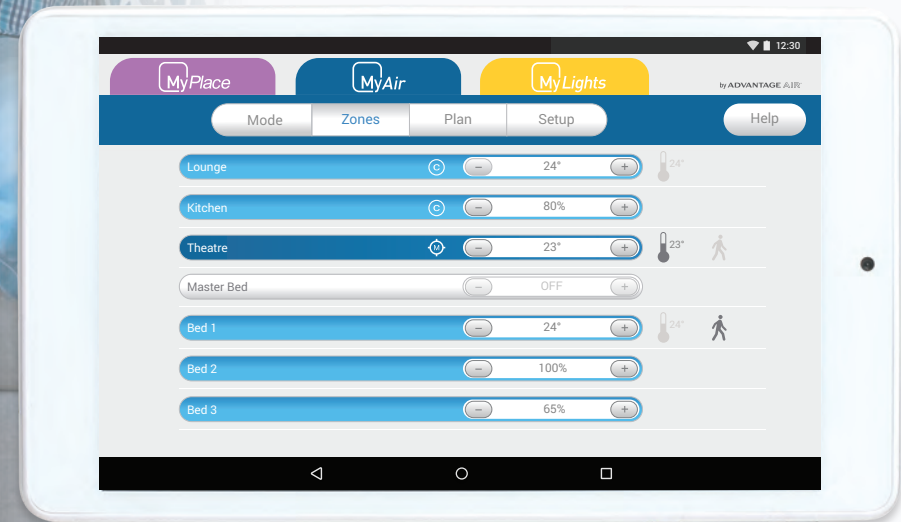 12:30
MyPlace
MyAir
MyLights
by ADVANTAGE AIR
Mode
Zones
Plan
Setup
Help
Lounge C - 24° + 24°
Kitchen C - 80% +
Theatre M - 23° + 23°
Master Bed - OFF +
Bed 1 - 24° + 24°
Bed 2 - 100% +
Bed 3 - 65% +